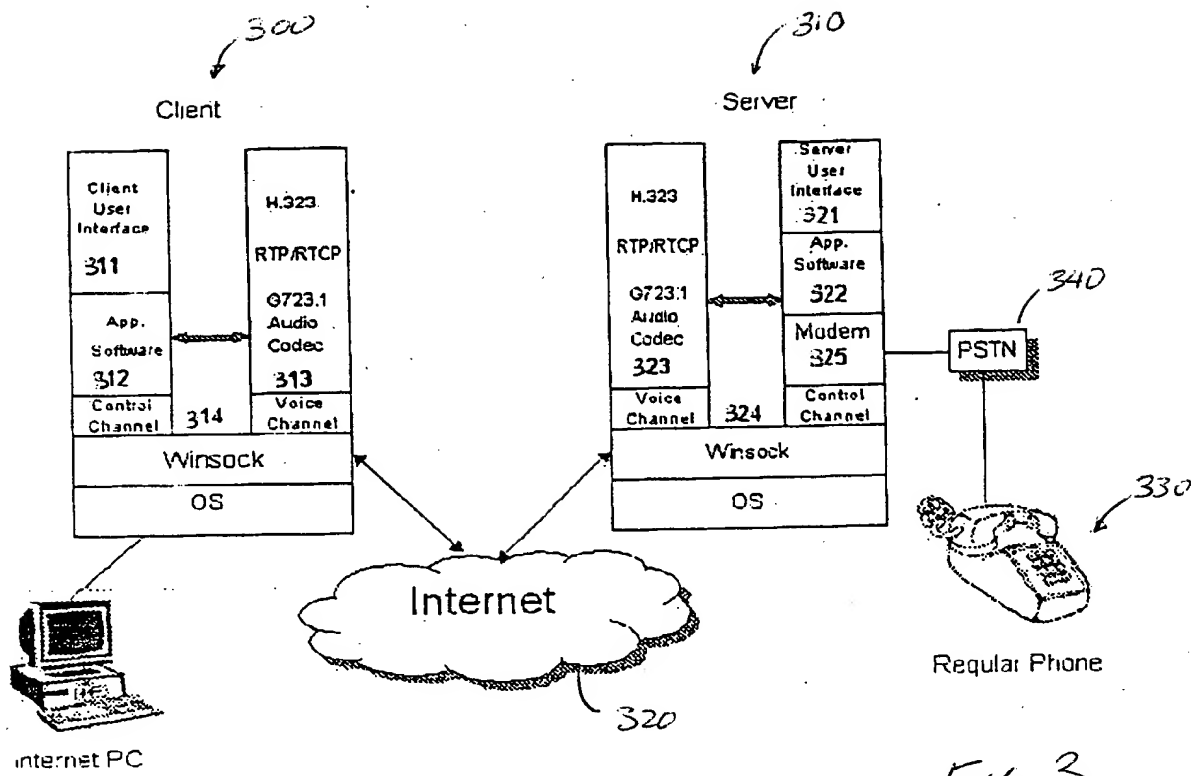 300
310
Client
Server
Client
User
Interface
311
App.
Software
312
Control
Channel
314
H.323
RTP/RTCP
G723.1
Audio
Codec
313
Voice
Channel
Winsock
OS
H.323
RTP/RTCP
G723.1
Audio
Codec
323
Voice
Channel
324
Server
User
Interface
321
App.
Software
322
Modem
325
Control
Channel
Winsock
OS
340
PSTN
330
Regular Phone
Internet
320
Internet PC